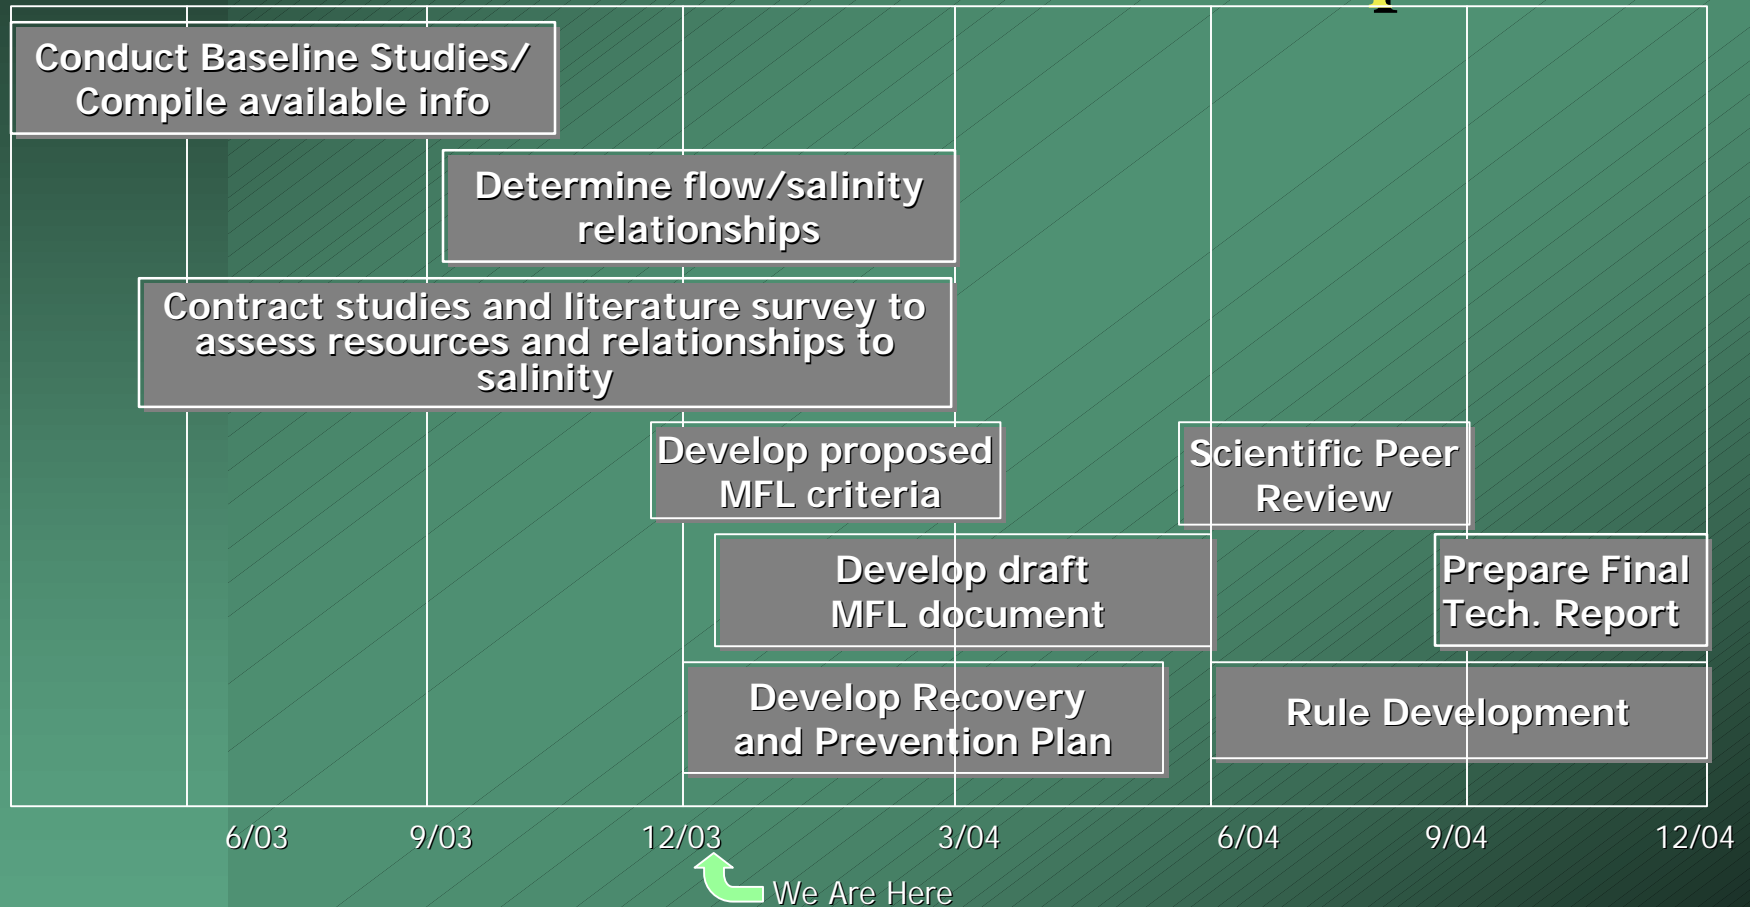 Conduct Baseline Studies/
Compile available info
Determine flow/salinity
relationships
Contract studies and literature survey to
assess resources and relationships to
salinity
Develop proposed
MFL criteria
Scientific Peer
Review
Develop draft
MFL document
Prepare Final
Tech. Report
Develop Recovery
and Prevention Plan
Rule Development
6/03 9/03 12/03 3/04 6/04 9/04 12/04
We Are Here